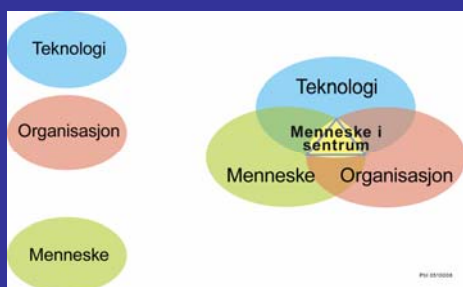 Teknologi
Organisasjon
Menneske
Teknologi
Menneske i
sentrum
Menneske
Organisasjon